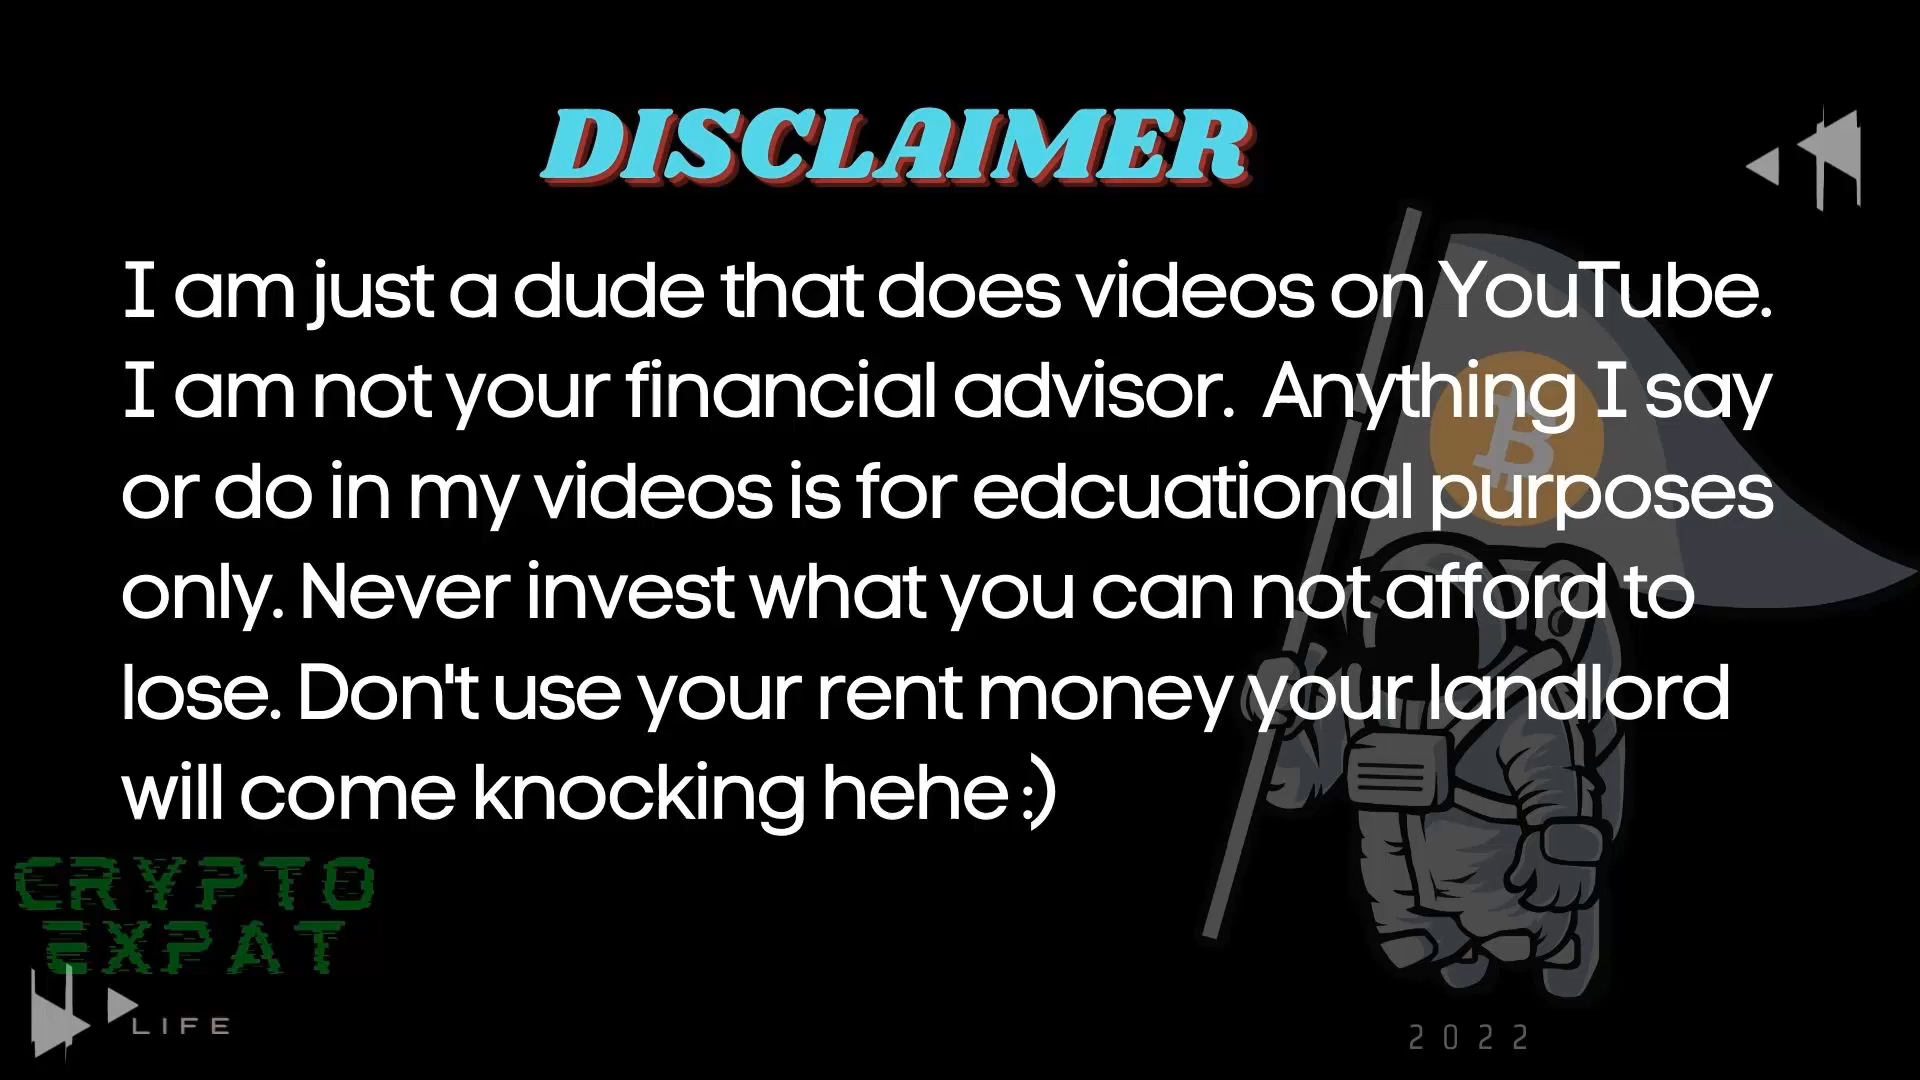 DISCLAIMER
I am just a dude that does videos on YouTube.
I am not your financial advisor. Anything I say
or do in my videos is for edcuational purposes
only. Never invest what you can not afford to
lose. Don't use your rent money your landlord
will come knocking hehe :)
CRYPTO
EXPAT
LIFE
2022